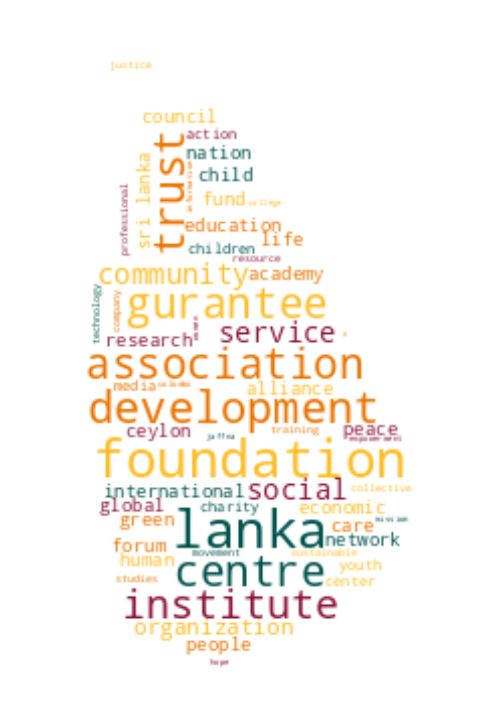 justice
council
action
trust
nation
sri lanka
child
professional
fund
college
education
life
children
resource
community
academy
technology
company
gurantee
service
research
association
media
colombo
alliance
development
ceylon
jaffna
training
peace
empowerment
foundation
international
social
collective
global
charity
economic
green
lanka
care
mission
network
forum
movement
sustainable
human
centre
youth
studies
center
institute
organization
people
hope